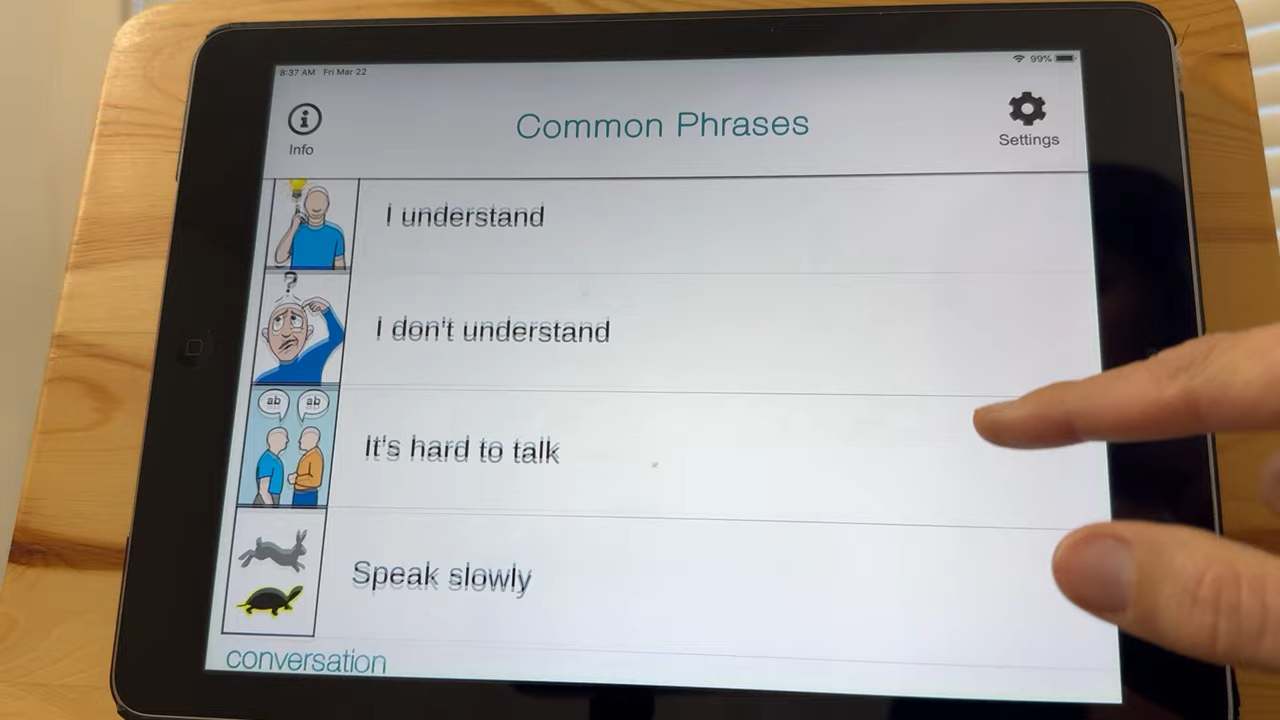 8:37 AM Fri Mar 22
99%
Info
Common Phrases
Settings
I understand
?
I don't understand
ab ab
It's hard to talk
Speak slowly
conversation